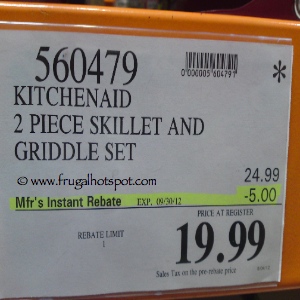 560479
0000005604791
KITCHENAID
2 PIECE SKILLET AND
GRIDDLE SET
*
© www.frugalhotspot.com
24.99
Mfr's Instant Rebate EXP. 09/30/12 -5.00
PRICE AT REGISTER
REBATE LIMIT
1
19.99
Sales Tax on the pre-rebate price